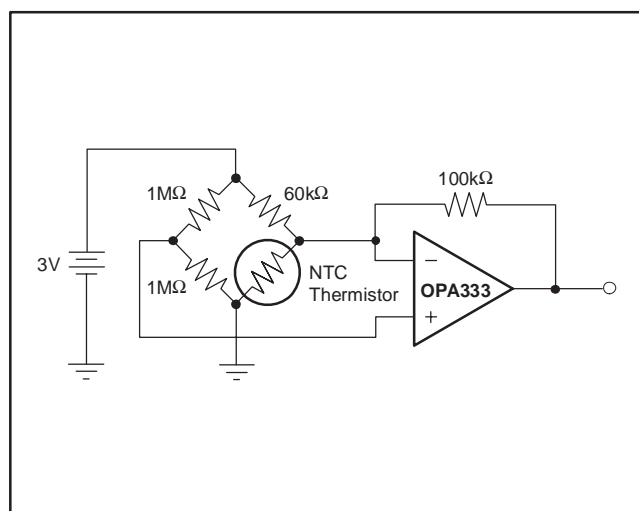 1MΩ
60kΩ
100kΩ
3V
1MΩ
NTC
Thermistor
−
OPA333
+